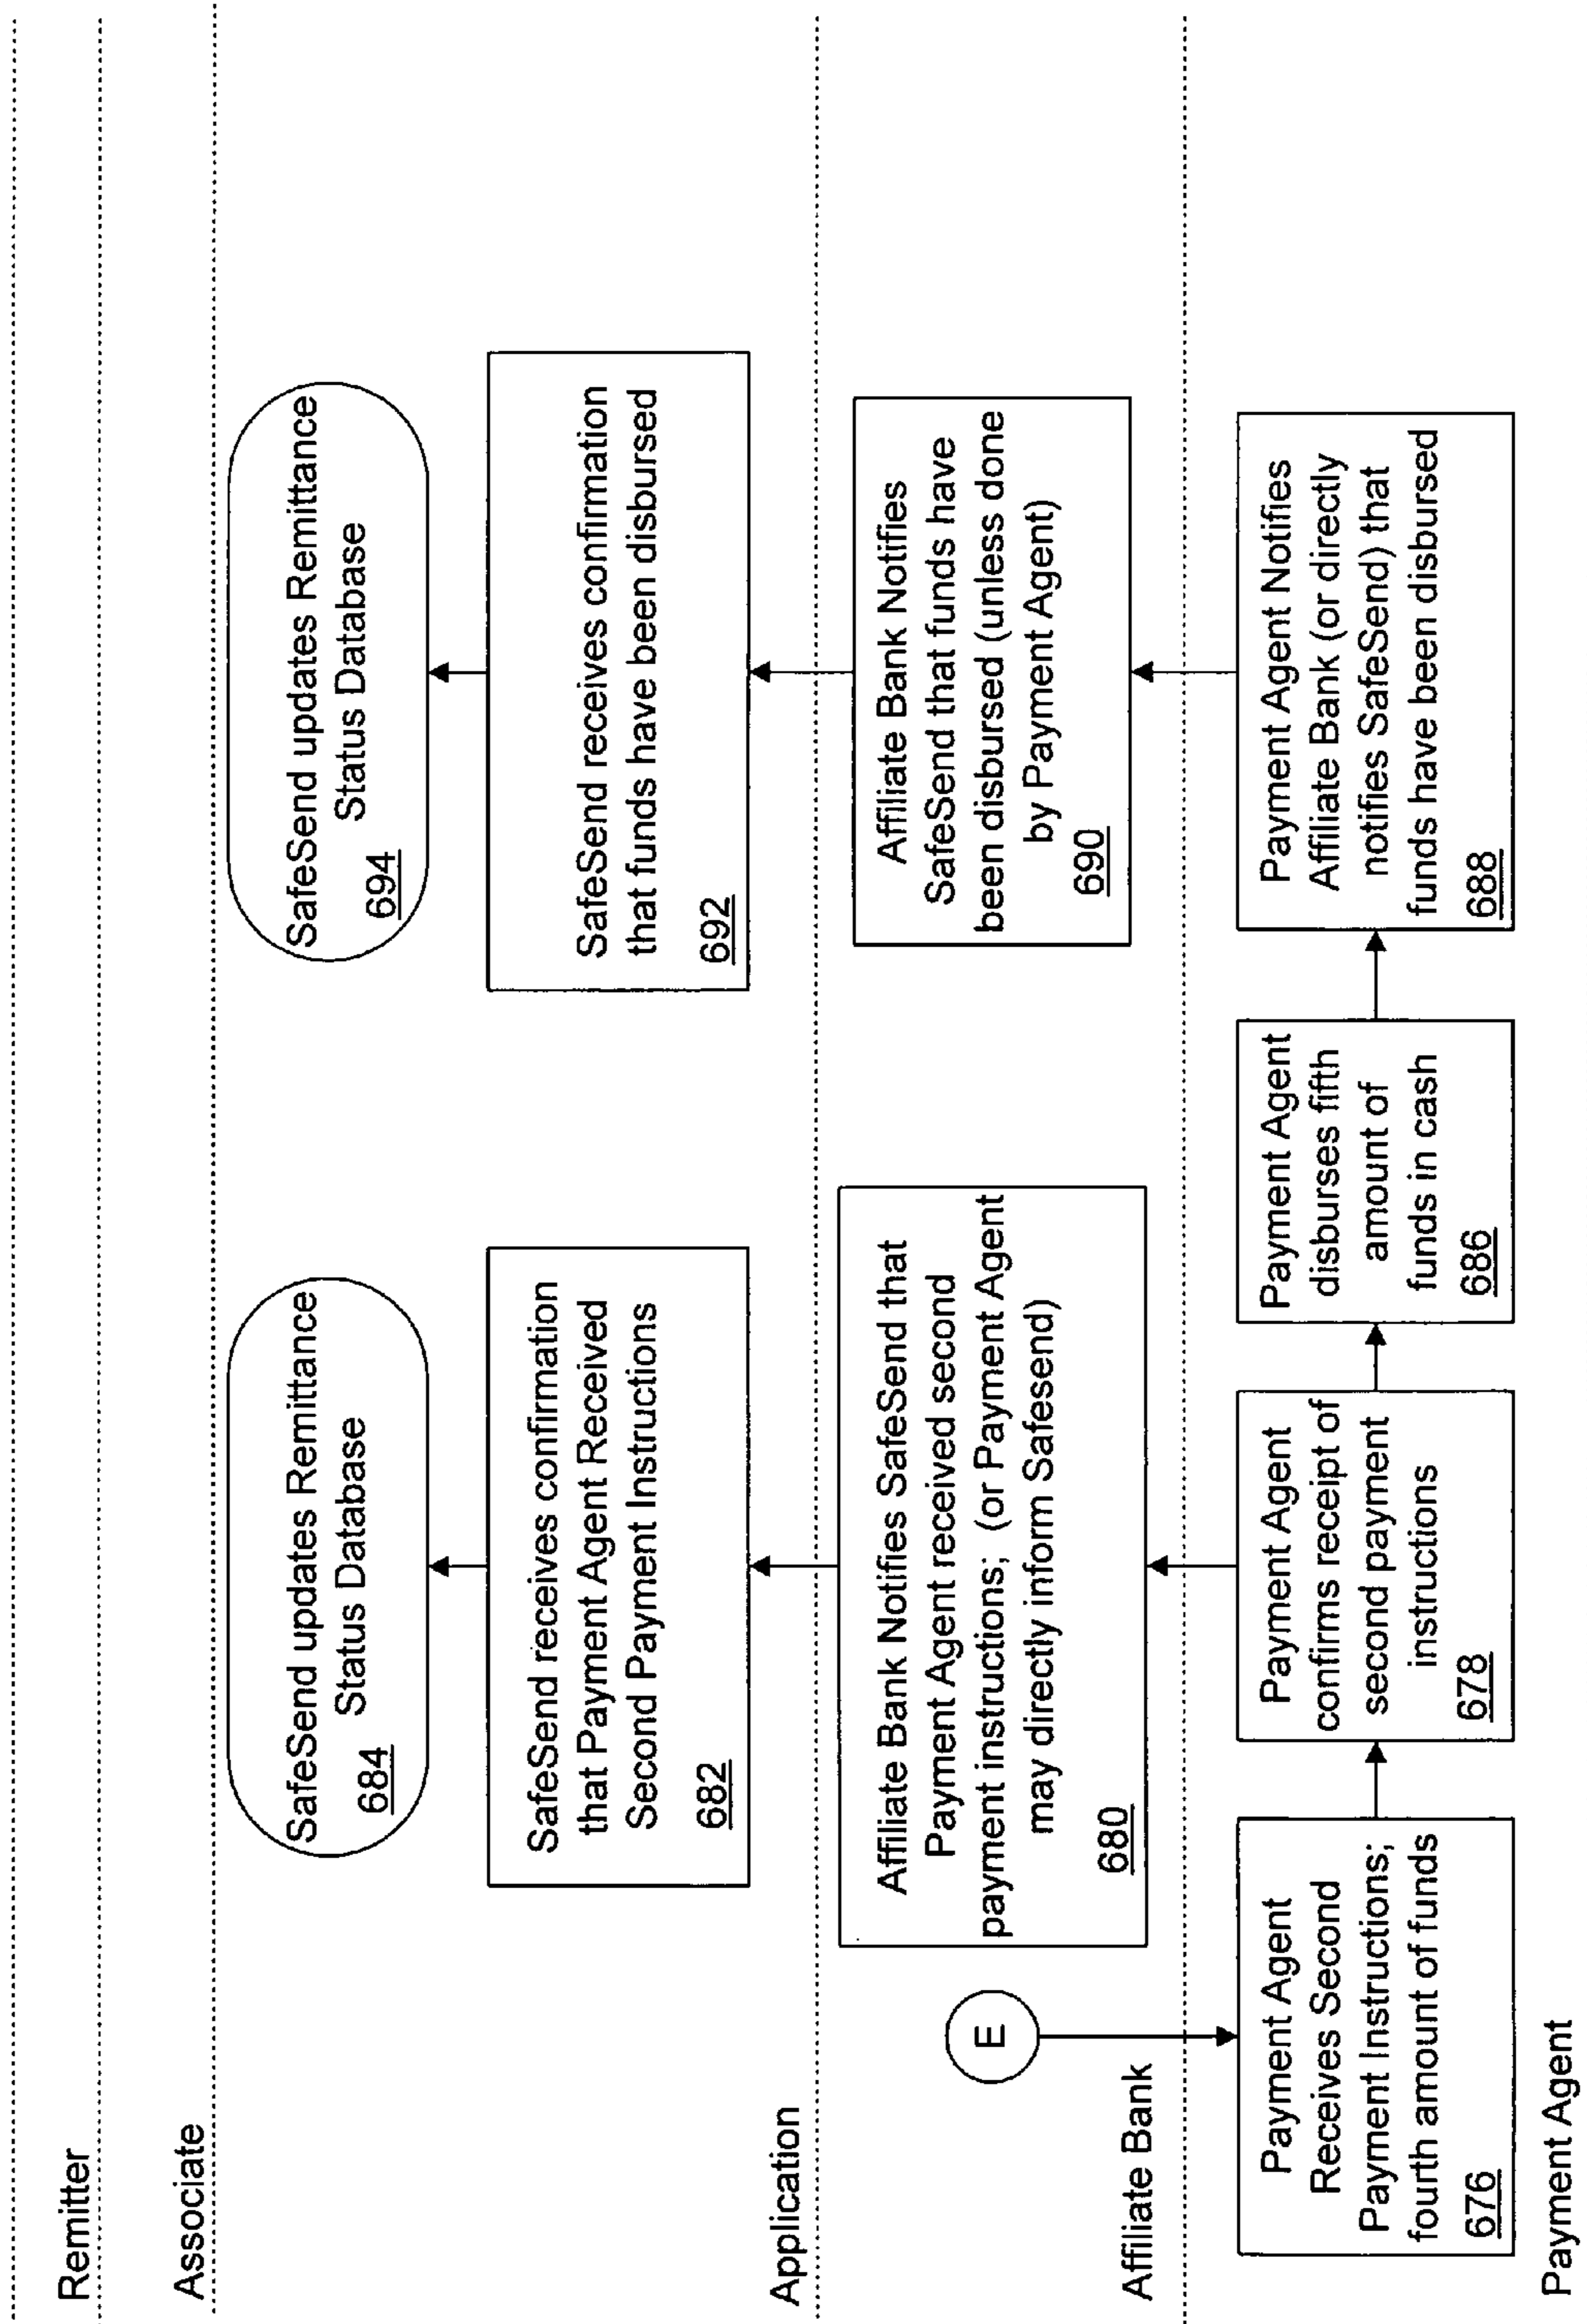 Remitter
Associate
SafeSend updates Remittance
Status Database
684
SafeSend updates Remittance
Status Database
694
SafeSend receives confirmation
that Payment Agent Received
Second Payment Instructions
682
SafeSend receives confirmation
that funds have been disbursed
692
Application
E
Affiliate Bank Notifies SafeSend that
Payment Agent received second
payment instructions; (or Payment Agent
may directly inform Safesend)
680
Affiliate Bank Notifies
SafeSend that funds have
been disbursed (unless done
by Payment Agent)
690
Affiliate Bank
Payment Agent
Receives Second
Payment Instructions;
fourth amount of funds
676
Payment Agent
confirms receipt of
second payment
instructions
678
Payment Agent
disburses fifth
amount of
funds in cash
686
Payment Agent Notifies
Affiliate Bank (or directly
notifies SafeSend) that
funds have been disbursed
688
Payment Agent